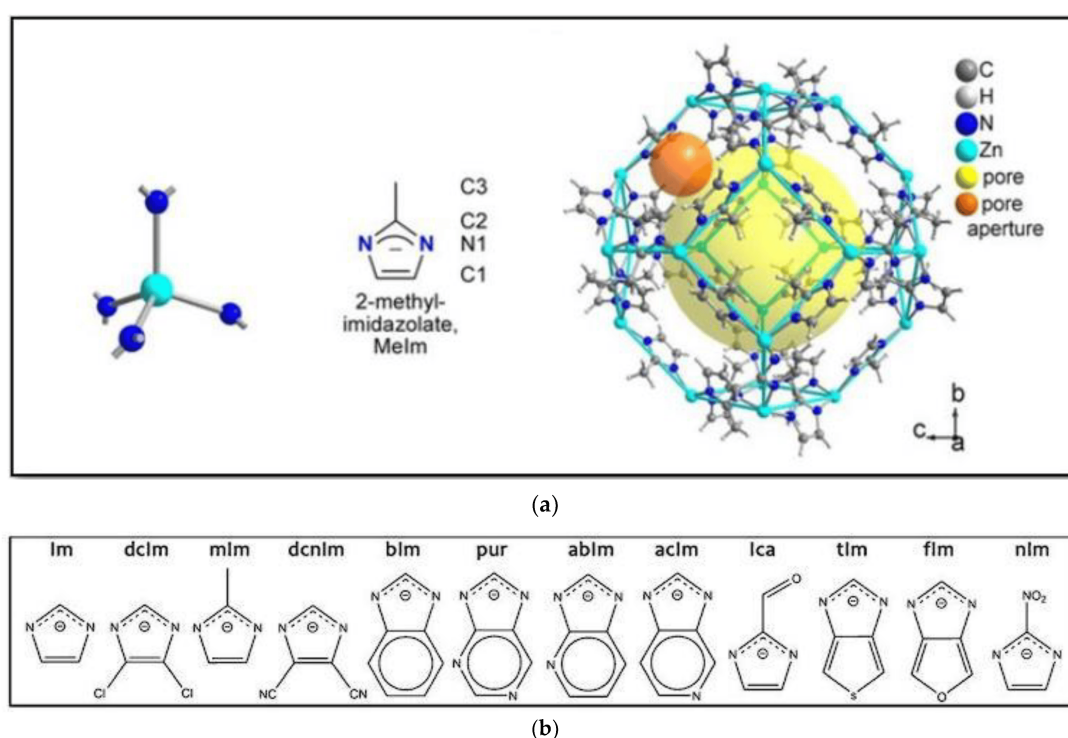 C
H
N
Zn
pore
pore
aperture
C3
C2
N N N1
C1
2-methyl-
imidazolate,
MeIm
b
c a
(a)
Im dcIm mIm dcnIm bIm pur abIm acIm Ica tIm fIm nIm
O
NO₂
N N N N N N N N N N N N N N N N N N N N N N N N
N N
Cl Cl NC CN N N S O
(b)